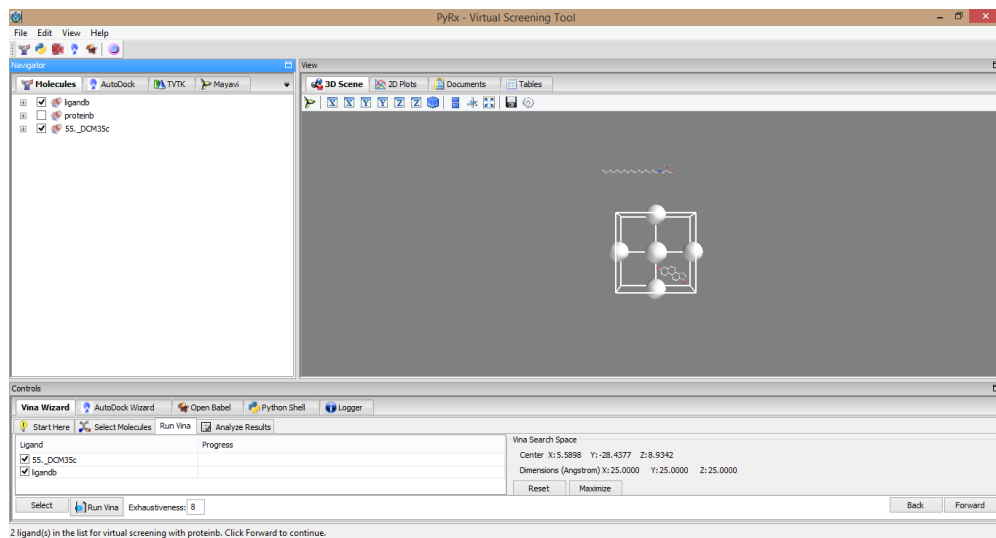 PyRx - Virtual Screening Tool
File Edit View Help
Navigator
View
Molecules AutoDock TVTK Mayavi
3D Scene 2D Plots Documents Tables
X X Y Y Z Z
ligandb
proteinb
55._DCM35c
Controls
Vina Wizard AutoDock Wizard Open Babel Python Shell Logger
Start Here Select Molecules Run Vina Analyze Results
Ligand Progress
55._DCM35c
ligandb
Vina Search Space
Center X:5.5898 Y:-28.4377 Z:8.9342
Dimensions (Angstrom) X:25.0000 Y:25.0000 Z:25.0000
Reset Maximize
Select Run Vina Exhaustiveness: 8 Back Forward
2 ligand(s) in the list for virtual screening with proteinb. Click Forward to continue.